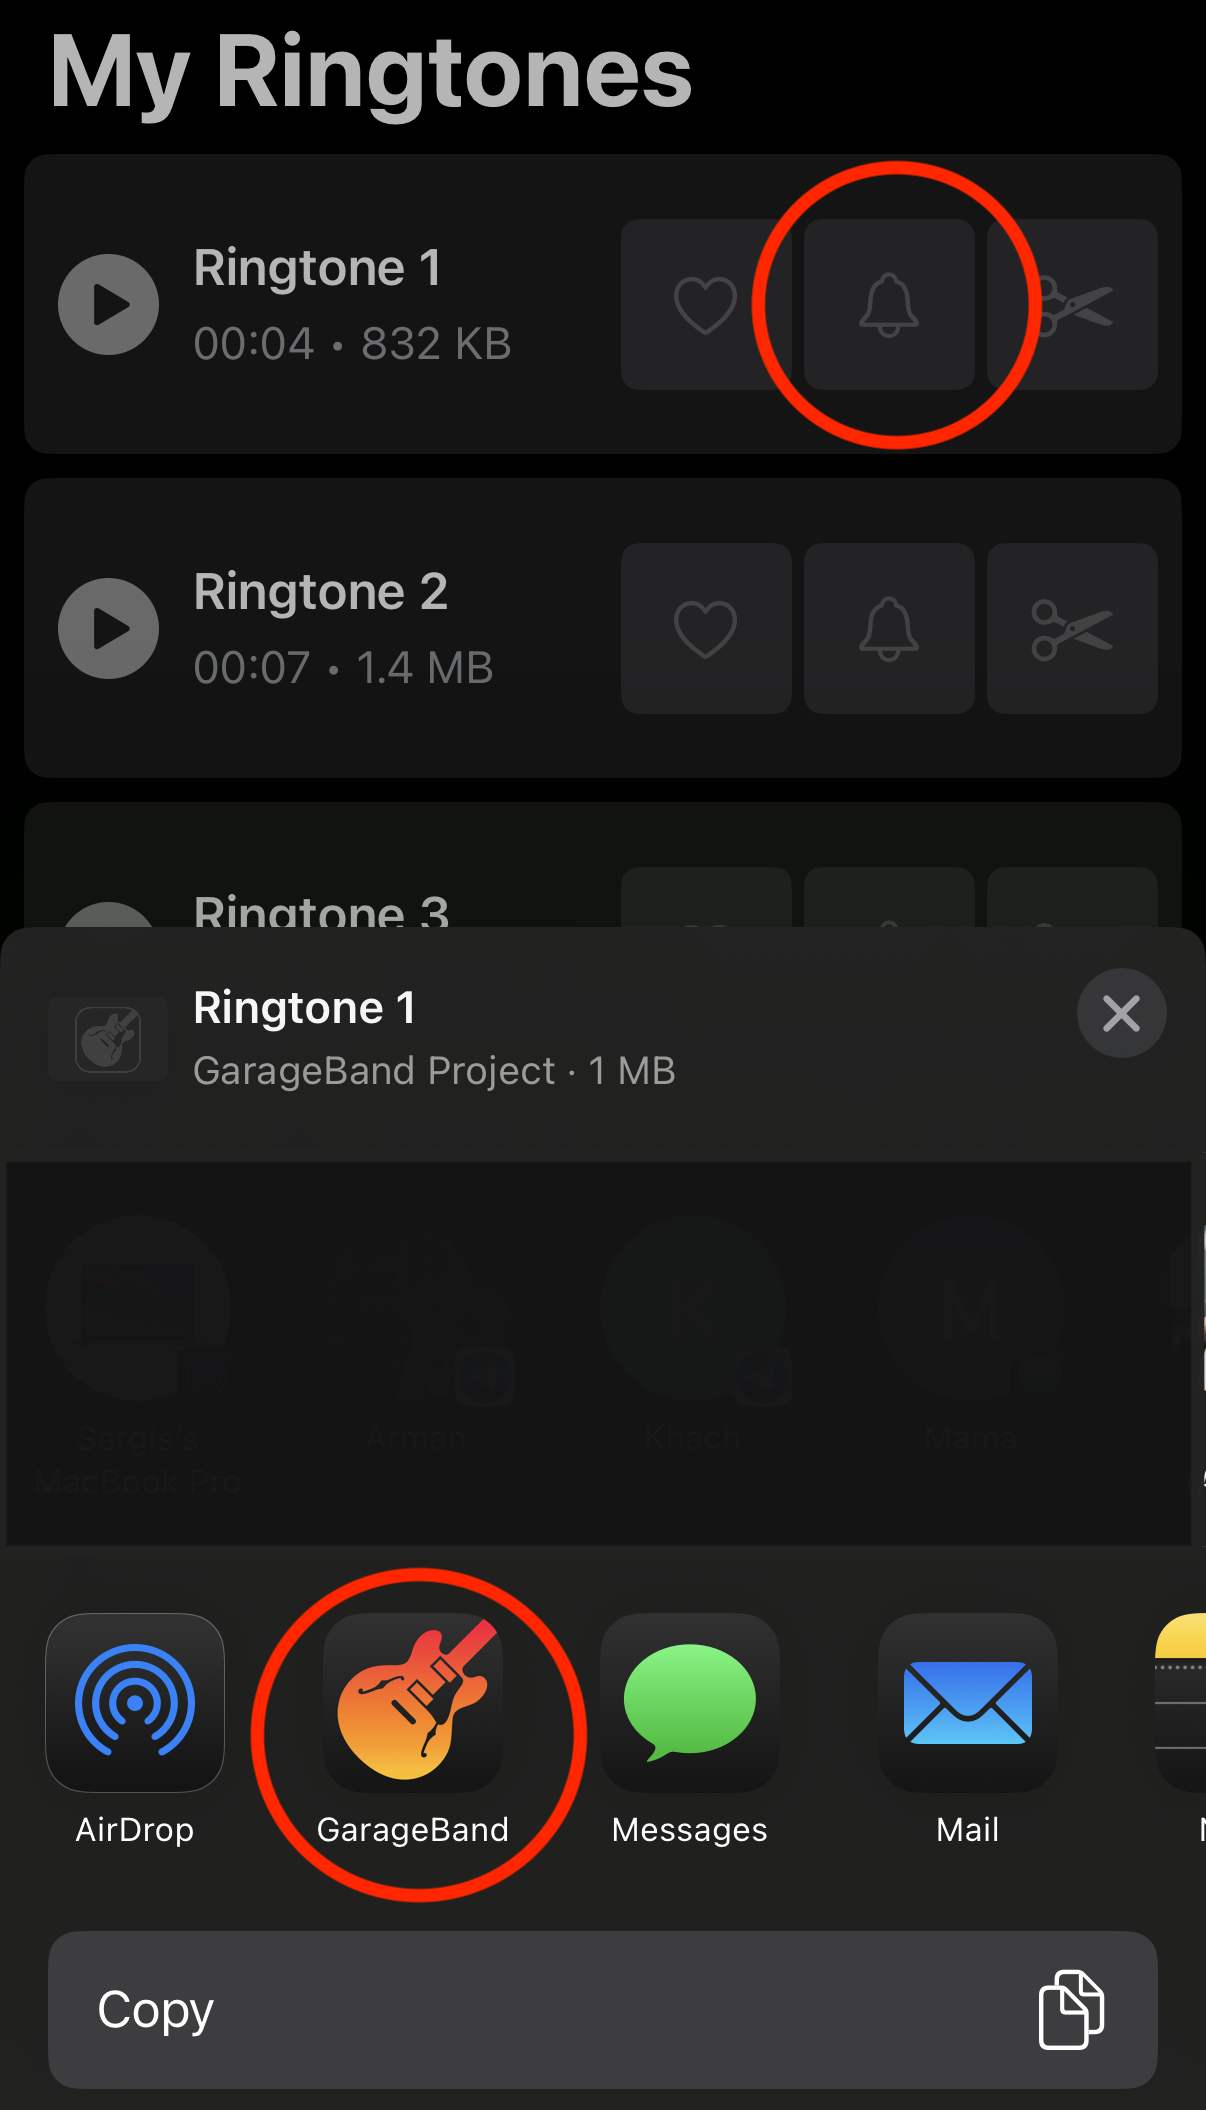 My Ringtones
Ringtone 1
00:04 • 832 KB
Ringtone 2
00:07 • 1.4 MB
Ringtone 3
Ringtone 1
GarageBand Project · 1 MB
M
Sargis's
MacBook Pro
Arman
Khach
Mama
AirDrop
GarageBand
Messages
Mail
Copy